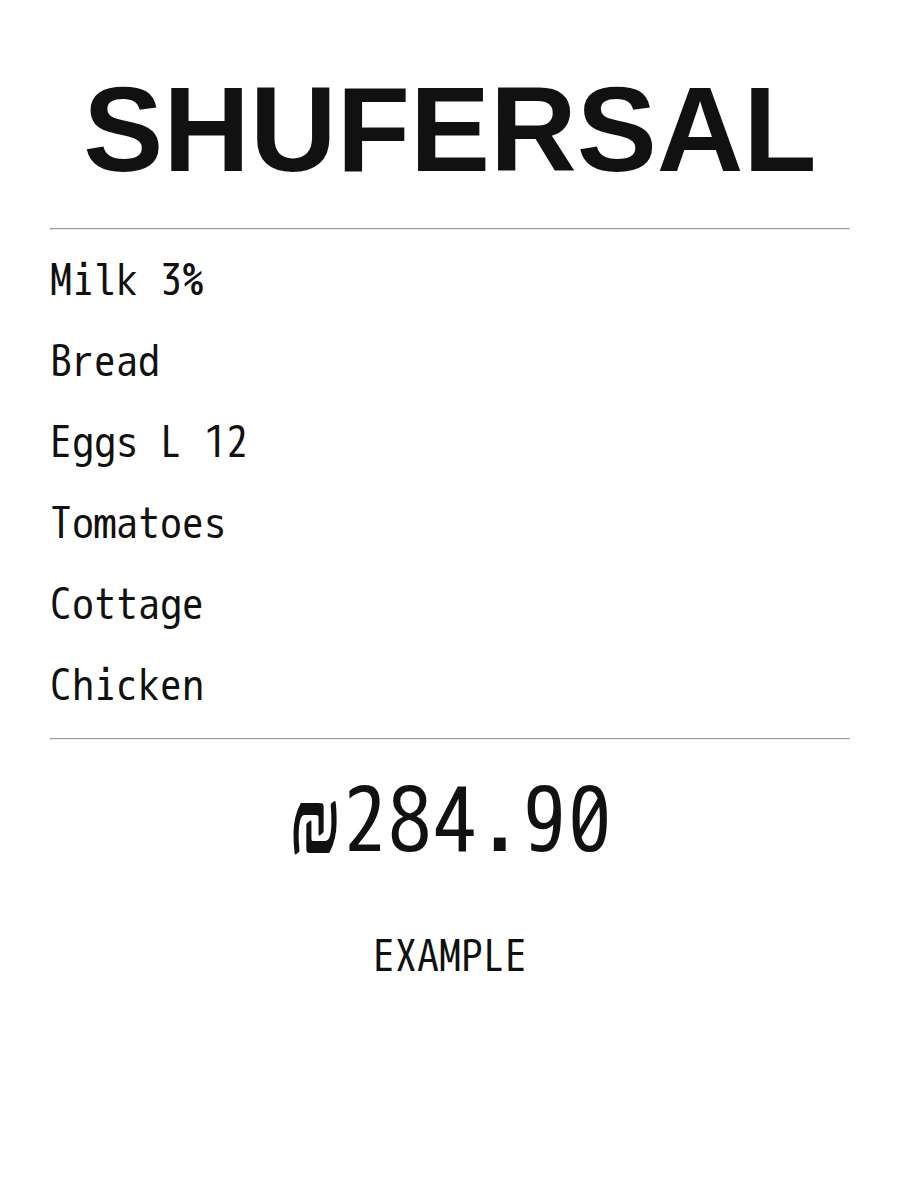 SHUFERSAL
Milk 3%
Bread
Eggs L 12
Tomatoes
Cottage
Chicken
₪284.90
EXAMPLE